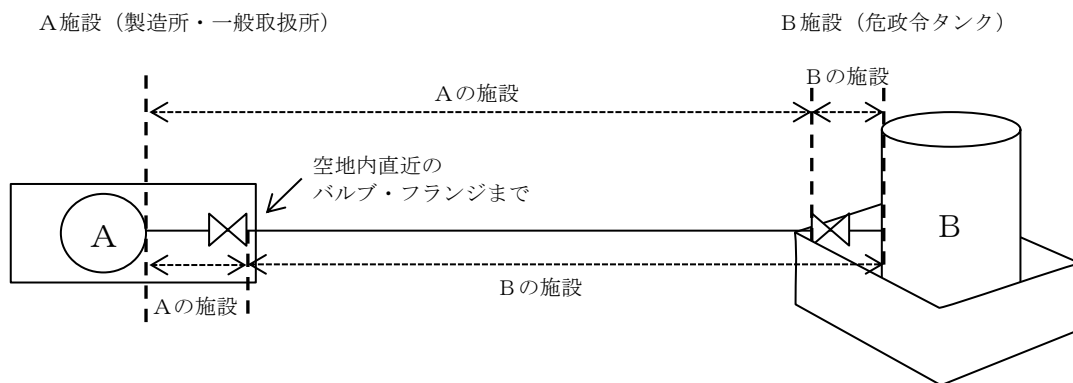 Ａ施設（製造所・一般取扱所）
Ｂ施設（危政令タンク）
Ｂの施設
Ａの施設
空地内直近の
バルブ・フランジまで
Ａ
Ｂ
Ａの施設
Ｂの施設